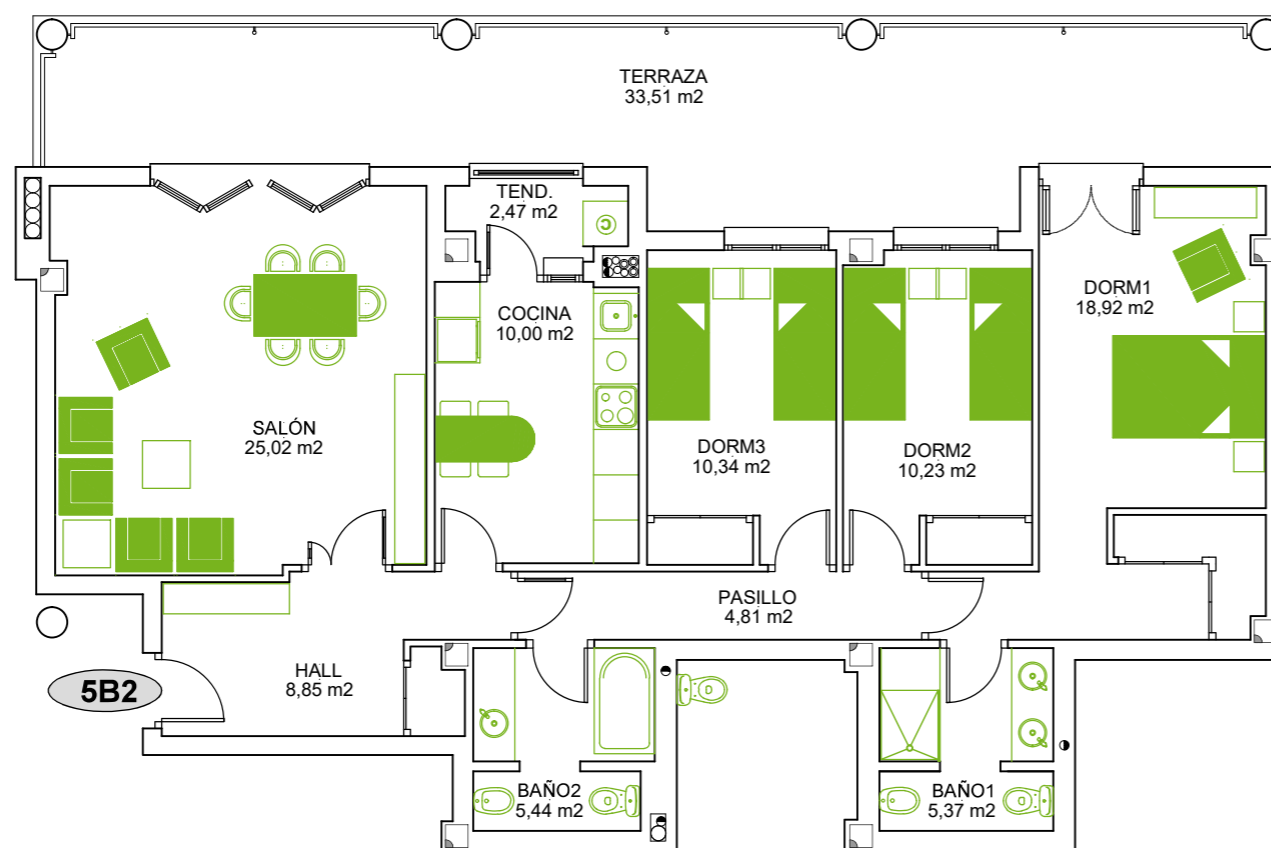 TERRAZA
33,51 m2
TEND.
2,47 m2
C
COCINA
10,00 m2
DORM1
18,92 m2
SALÓN
25,02 m2
DORM3
10,34 m2
DORM2
10,23 m2
PASILLO
4,81 m2
HALL
8,85 m2
5B2
BAÑO2
5,44 m2
BAÑO1
5,37 m2